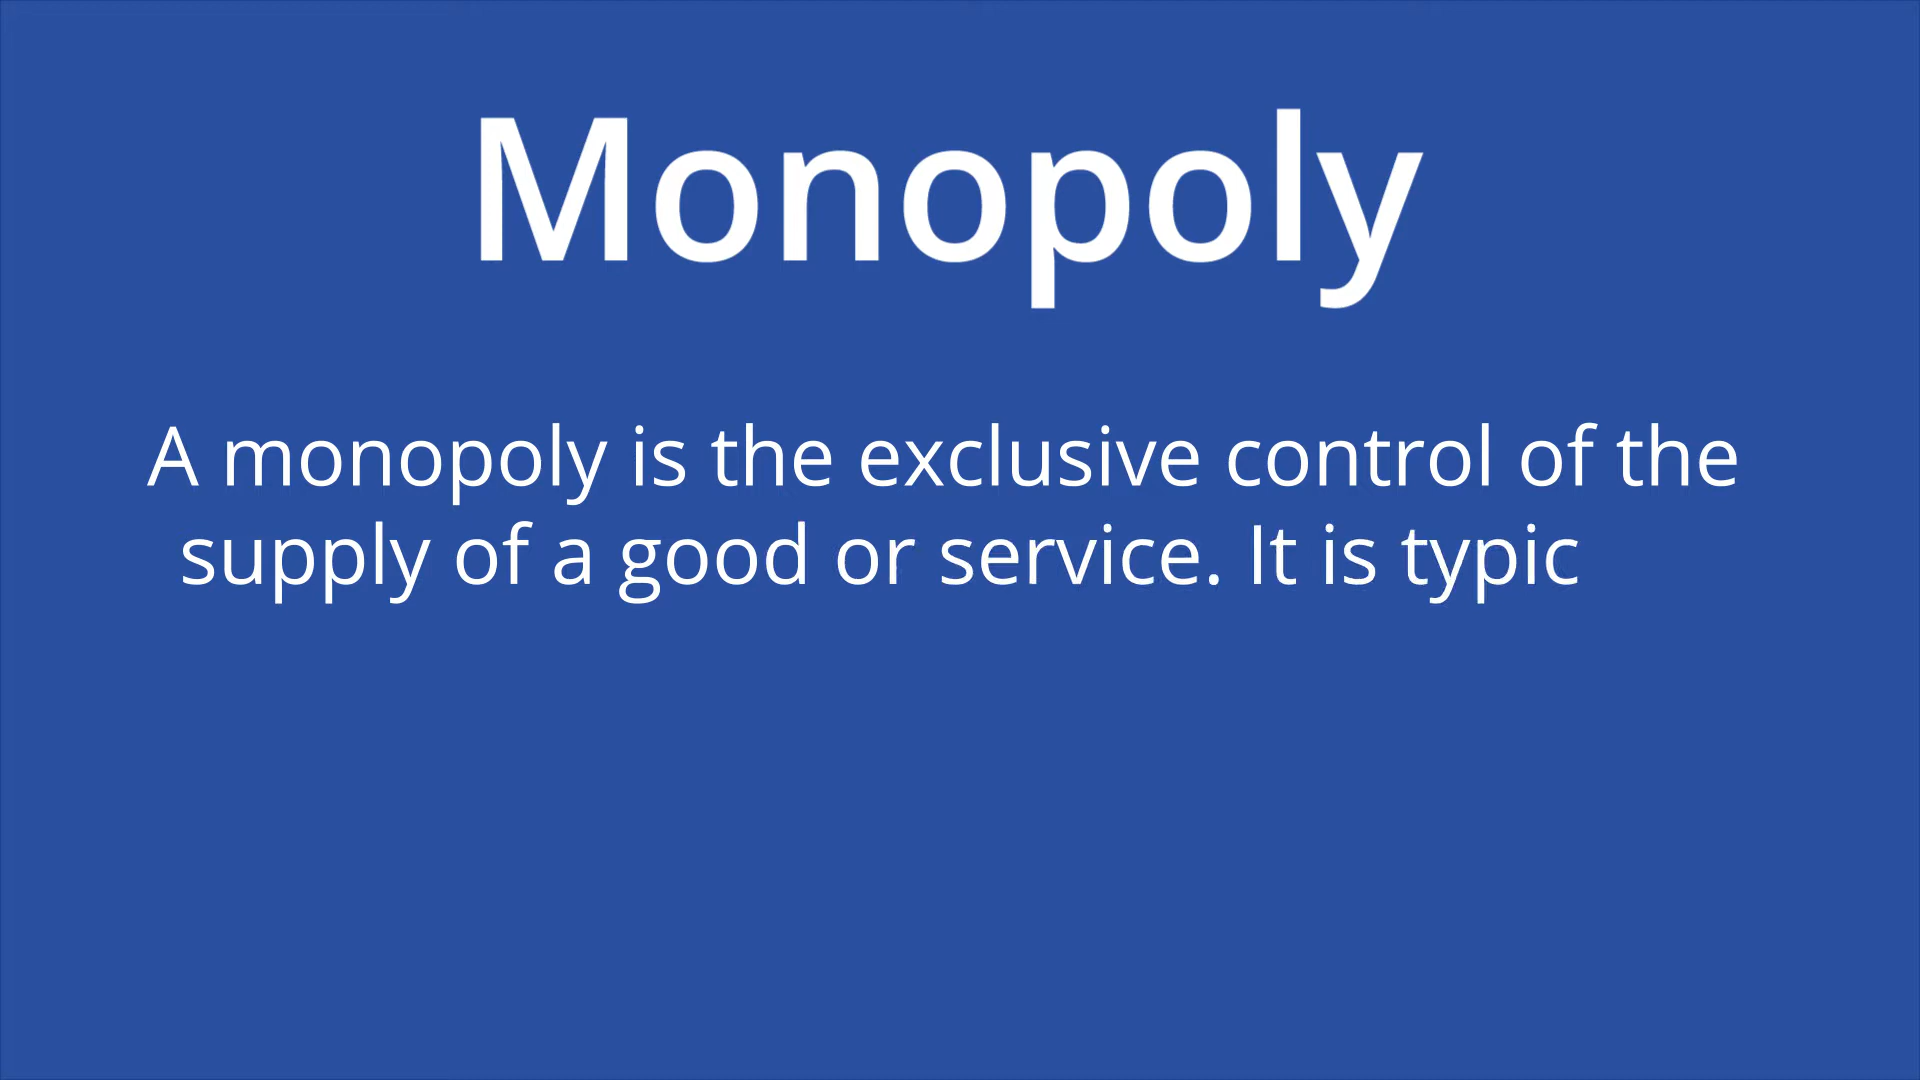 Monopoly
A monopoly is the exclusive control of the
supply of a good or service. It is typic